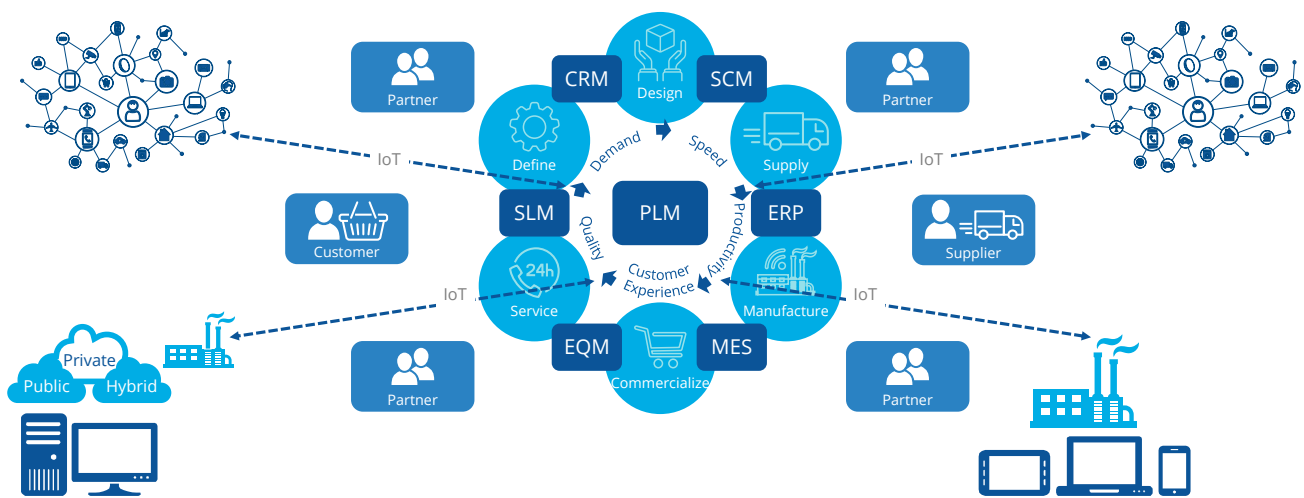 Partner
CRM
Design
SCM
Partner
IoT
Define
Demand
Speed
Supply
IoT
Customer
SLM
Quality
PLM
Productivity
ERP
Supplier
IoT
24h
Service
Customer
Experience
Manufacture
IoT
Private
Public
Hybrid
Partner
EQM
Commercialize
MES
Partner